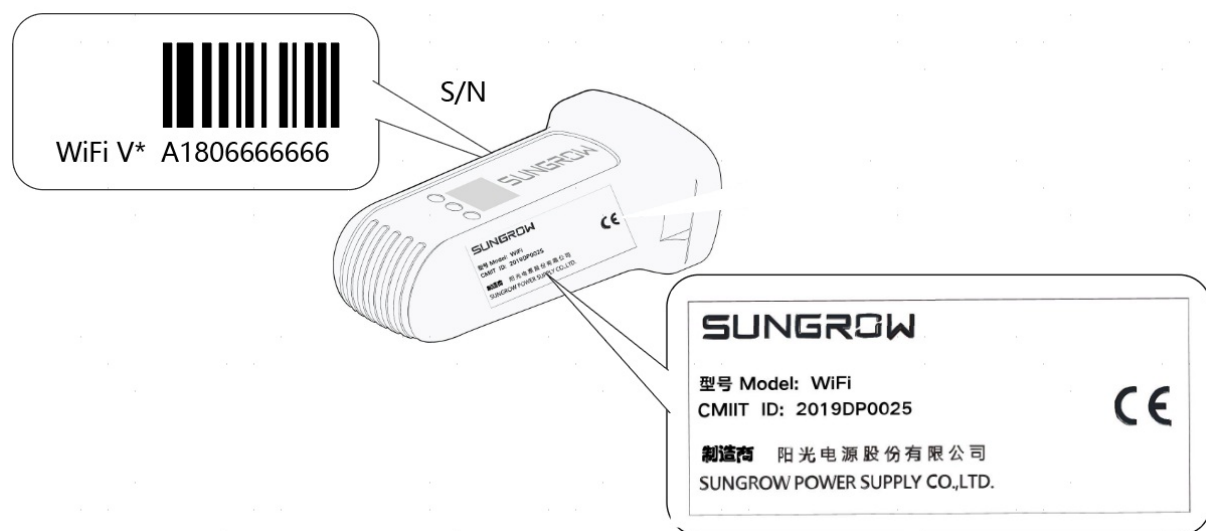 S/N
WiFi V* A1806666666
SUNGROW
SUNGROW
型号 Model: WiFi
CMIIT ID: 2019DP0025
制造商 阳光电源股份有限公司
SUNGROW POWER SUPPLY CO.,LTD.
CE
SUNGROW
型号 Model: WiFi
CMIIT ID: 2019DP0025
CE
制造商 阳光电源股份有限公司
SUNGROW POWER SUPPLY CO.,LTD.